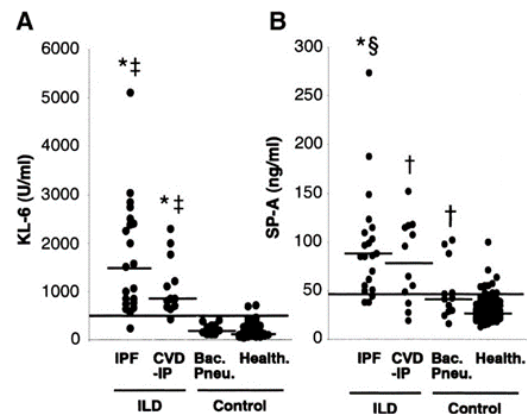 A
KL-6 (U/ml)
6000
5000
4000
3000
2000
1000
0
*‡
*‡
IPF CVD Bac. Health.
-IP Pneu.
ILD Control
B
SP-A (ng/ml)
300
250
200
150
100
50
0
*§
†
†
IPF CVD Bac. Health.
-IP Pneu.
ILD Control